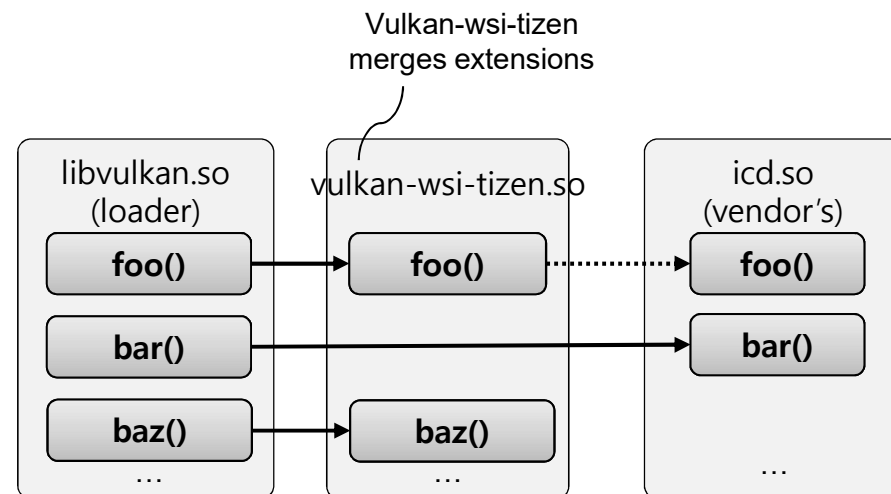 Vulkan-wsi-tizen
merges extensions
libvulkan.so
(loader)
foo()
bar()
baz()
...
vulkan-wsi-tizen.so
foo()
baz()
...
icd.so
(vendor's)
foo()
bar()
...